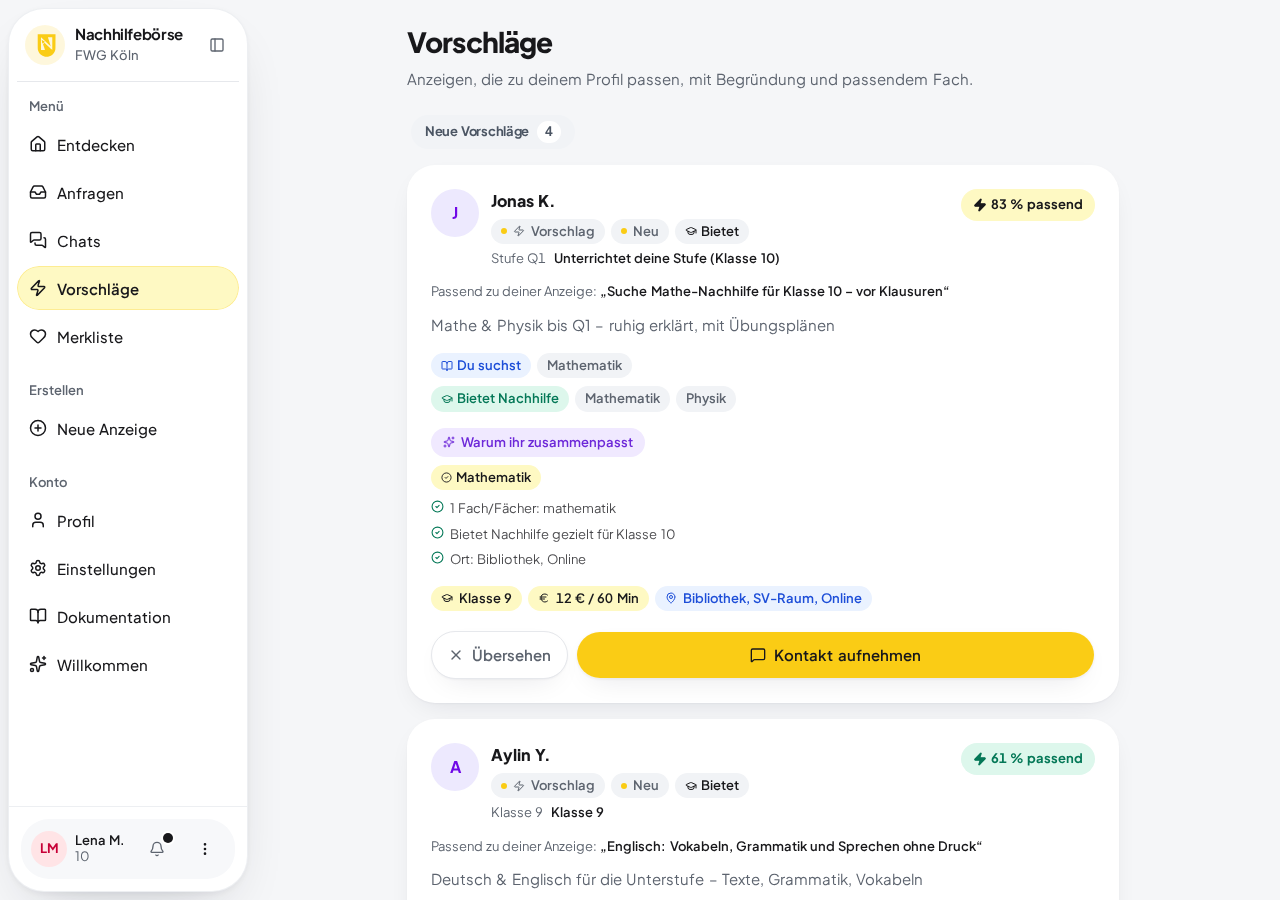 Nachhilfebörse
FWG Köln
Menü
Entdecken
Anfragen
Chats
Vorschläge
Merkliste
Erstellen
Neue Anzeige
Konto
Profil
Einstellungen
Dokumentation
Willkommen
LM
Lena M.
10
Vorschläge
Anzeigen, die zu deinem Profil passen, mit Begründung und passendem Fach.
Neue Vorschläge 4
J
Jonas K.
83 % passend
Vorschlag Neu Bietet
Stufe Q1 Unterrichtet deine Stufe (Klasse 10)
Passend zu deiner Anzeige: „Suche Mathe-Nachhilfe für Klasse 10 – vor Klausuren“
Mathe & Physik bis Q1 – ruhig erklärt, mit Übungsplänen
Du suchst Mathematik
Bietet Nachhilfe Mathematik Physik
Warum ihr zusammenpasst
Mathematik
1 Fach/Fächer: mathematik
Bietet Nachhilfe gezielt für Klasse 10
Ort: Bibliothek, Online
Klasse 9 € 12 € / 60 Min Bibliothek, SV-Raum, Online
Übersehen Kontakt aufnehmen
A
Aylin Y.
61 % passend
Vorschlag Neu Bietet
Klasse 9 Klasse 9
Passend zu deiner Anzeige: „Englisch: Vokabeln, Grammatik und Sprechen ohne Druck“
Deutsch & Englisch für die Unterstufe – Texte, Grammatik, Vokabeln